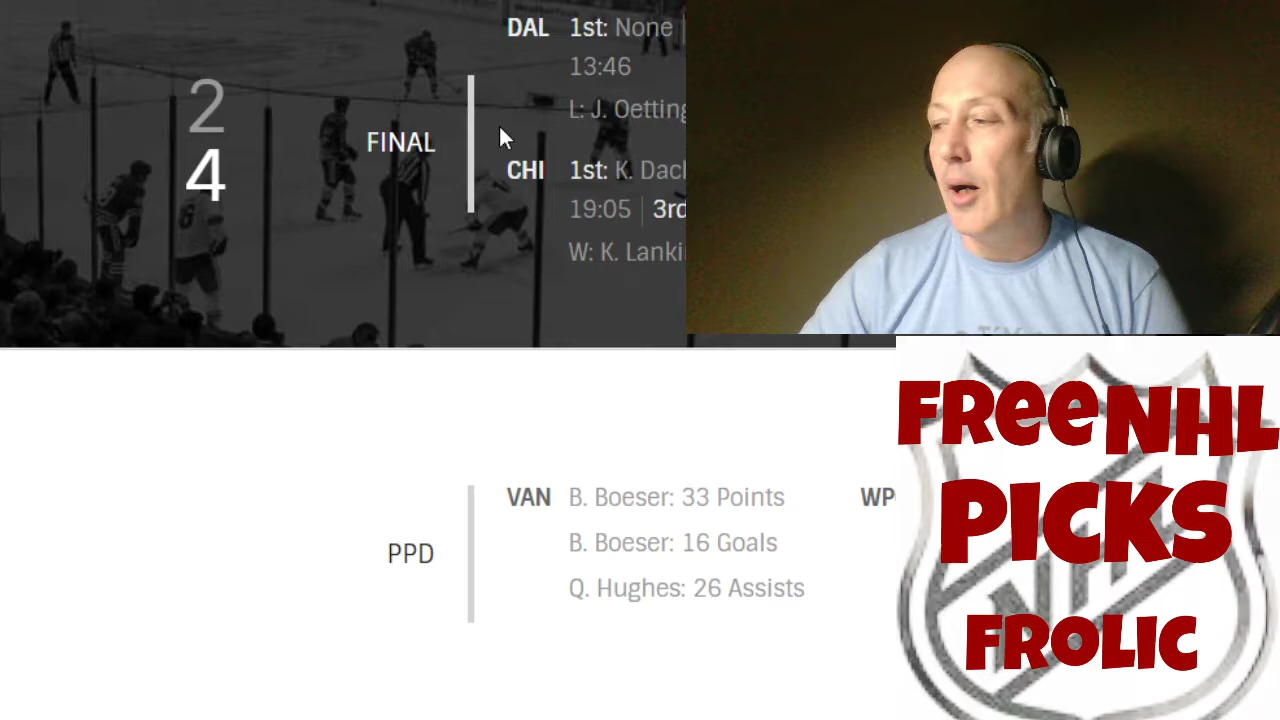 DAL 1st: None |
13:46
L: J. Oetting
2
4
FINAL
CHI 1st: K. Dach
19:05 | 3rd
W: K. Lanki
PPD
VAN B. Boeser: 33 Points
B. Boeser: 16 Goals
Q. Hughes: 26 Assists
WP
FREE NHL
PICKS
FROLIC
NHL